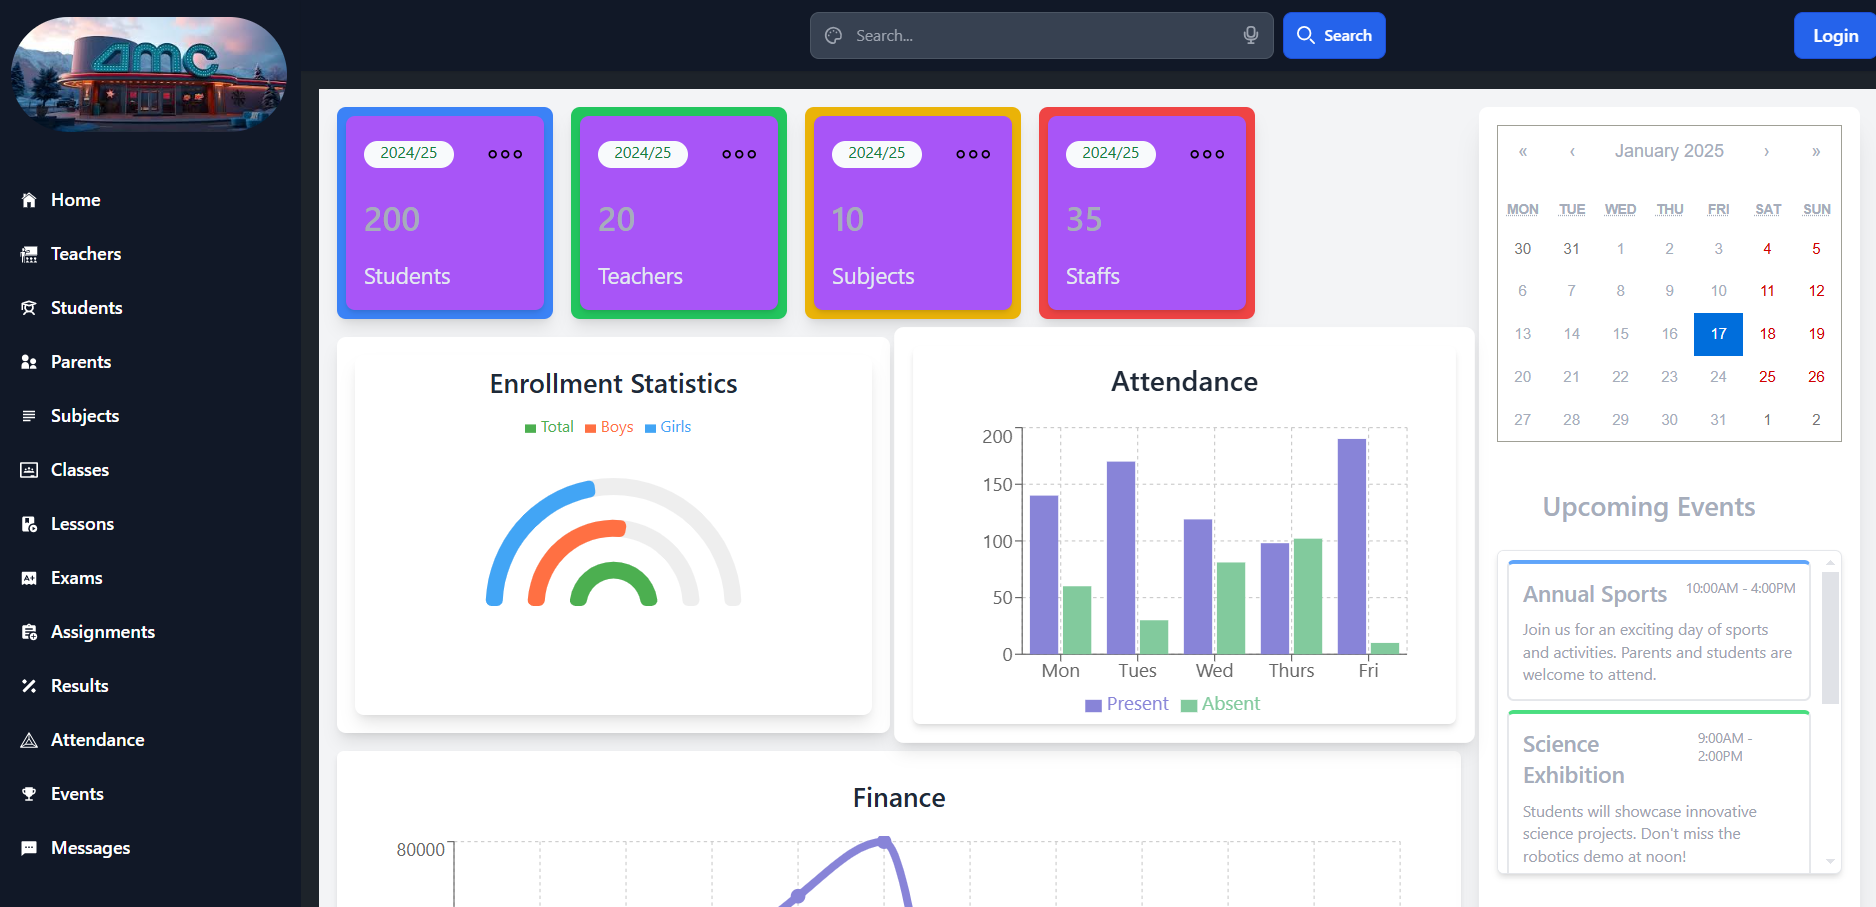 amc
Search...
Search
Login
Home
Teachers
Students
Parents
Subjects
Classes
Lessons
Exams
Assignments
Results
Attendance
Events
Messages
2024/25
200
Students
2024/25
20
Teachers
2024/25
10
Subjects
2024/25
35
Staffs
Enrollment Statistics
Total Boys Girls
Attendance
200
150
100
50
0
Mon Tues Wed Thurs Fri
Present Absent
Finance
80000
« ‹ January 2025 › »
MON TUE WED THU FRI SAT SUN
30 31 1 2 3 4 5
6 7 8 9 10 11 12
13 14 15 16 17 18 19
20 21 22 23 24 25 26
27 28 29 30 31 1 2
Upcoming Events
Annual Sports 10:00AM - 4:00PM
Join us for an exciting day of sports
and activities. Parents and students are
welcome to attend.
Science
Exhibition
9:00AM -
2:00PM
Students will showcase innovative
science projects. Don't miss the
robotics demo at noon!